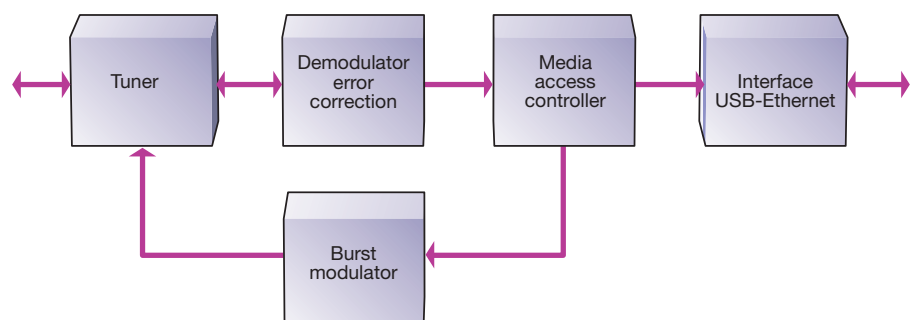 Tuner
Demodulator
error
correction
Media
access
controller
Interface
USB-Ethernet
Burst
modulator